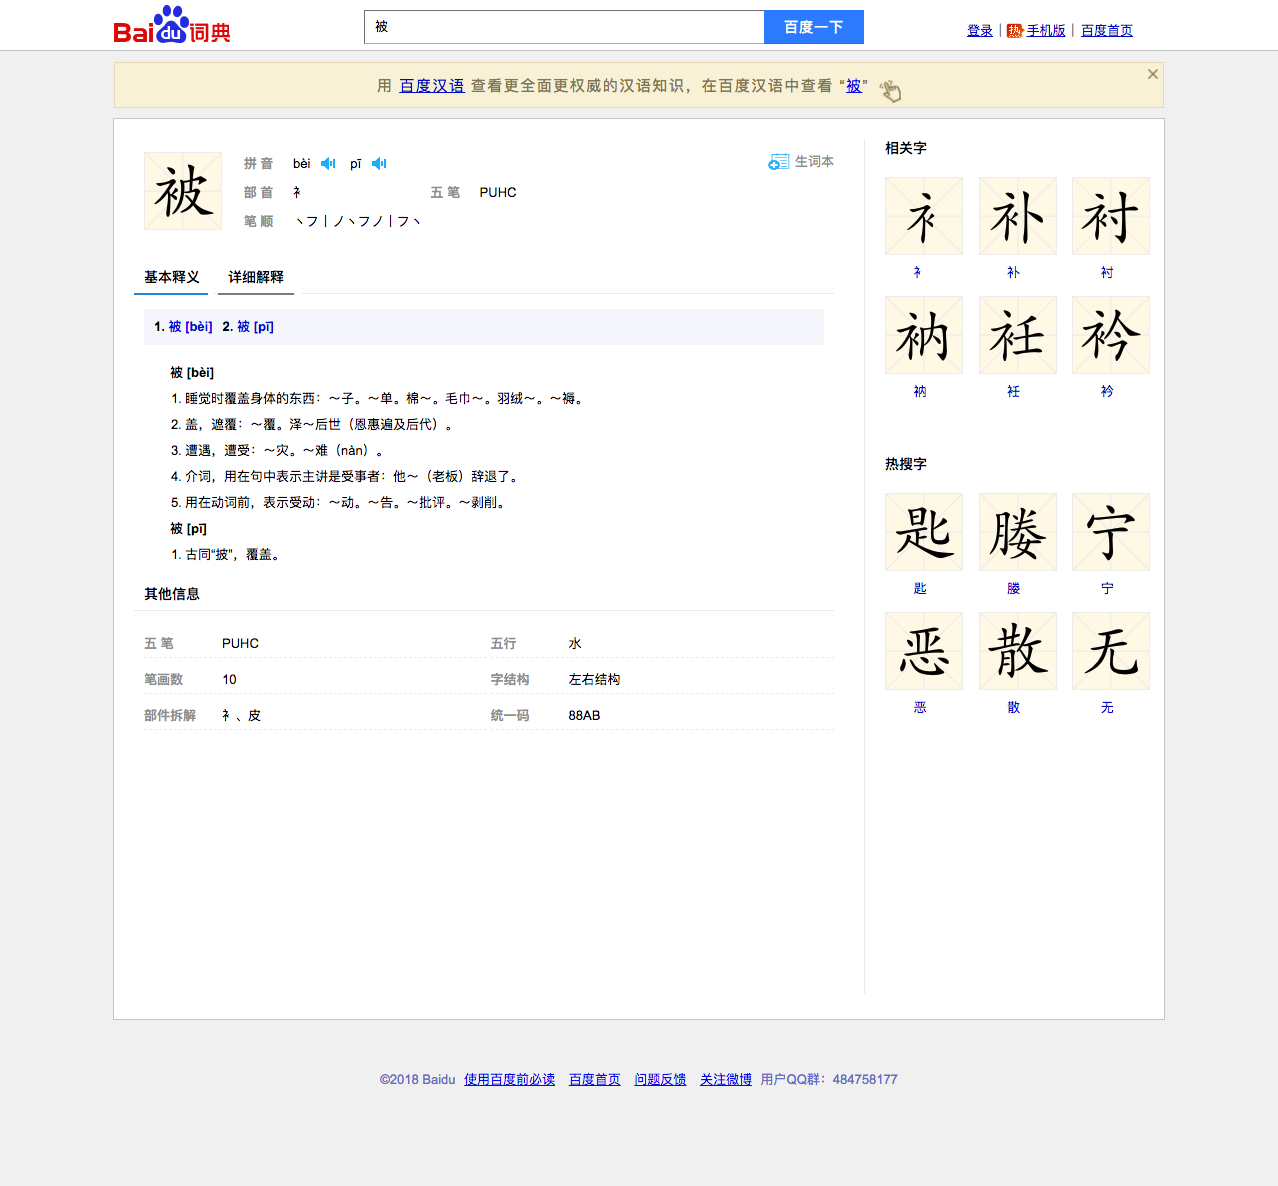 Baidu词典
被
百度一下
登录 | 热 手机版 | 百度首页
用 百度汉语 查看更全面更权威的汉语知识，在百度汉语中查看 “被”
被
拼 音 bèi pī
生词本
部 首 衤 五 笔 PUHC
笔 顺 丶フ丨ノ丶フノ丨フ丶
基本释义 详细解释
1. 被 [bèi] 2. 被 [pī]
被 [bèi]
1. 睡觉时覆盖身体的东西：～子。～单。棉～。毛巾～。羽绒～。～褥。
2. 盖，遮覆：～覆。泽～后世（恩惠遍及后代）。
3. 遭遇，遭受：～灾。～难（nàn）。
4. 介词，用在句中表示主讲是受事者：他～（老板）辞退了。
5. 用在动词前，表示受动：～动。～告。～批评。～剥削。
被 [pī]
1. 古同“披”，覆盖。
其他信息
五 笔 PUHC 五行 水
笔画数 10 字结构 左右结构
部件拆解 衤、皮 统一码 88AB
相关字
衤 补 衬
衤 补 衬
衲 衽 衿
衲 衽 衿
热搜字
匙 媵 宁
匙 媵 宁
恶 散 无
恶 散 无
©2018 Baidu 使用百度前必读 百度首页 问题反馈 关注微博 用户QQ群：484758177